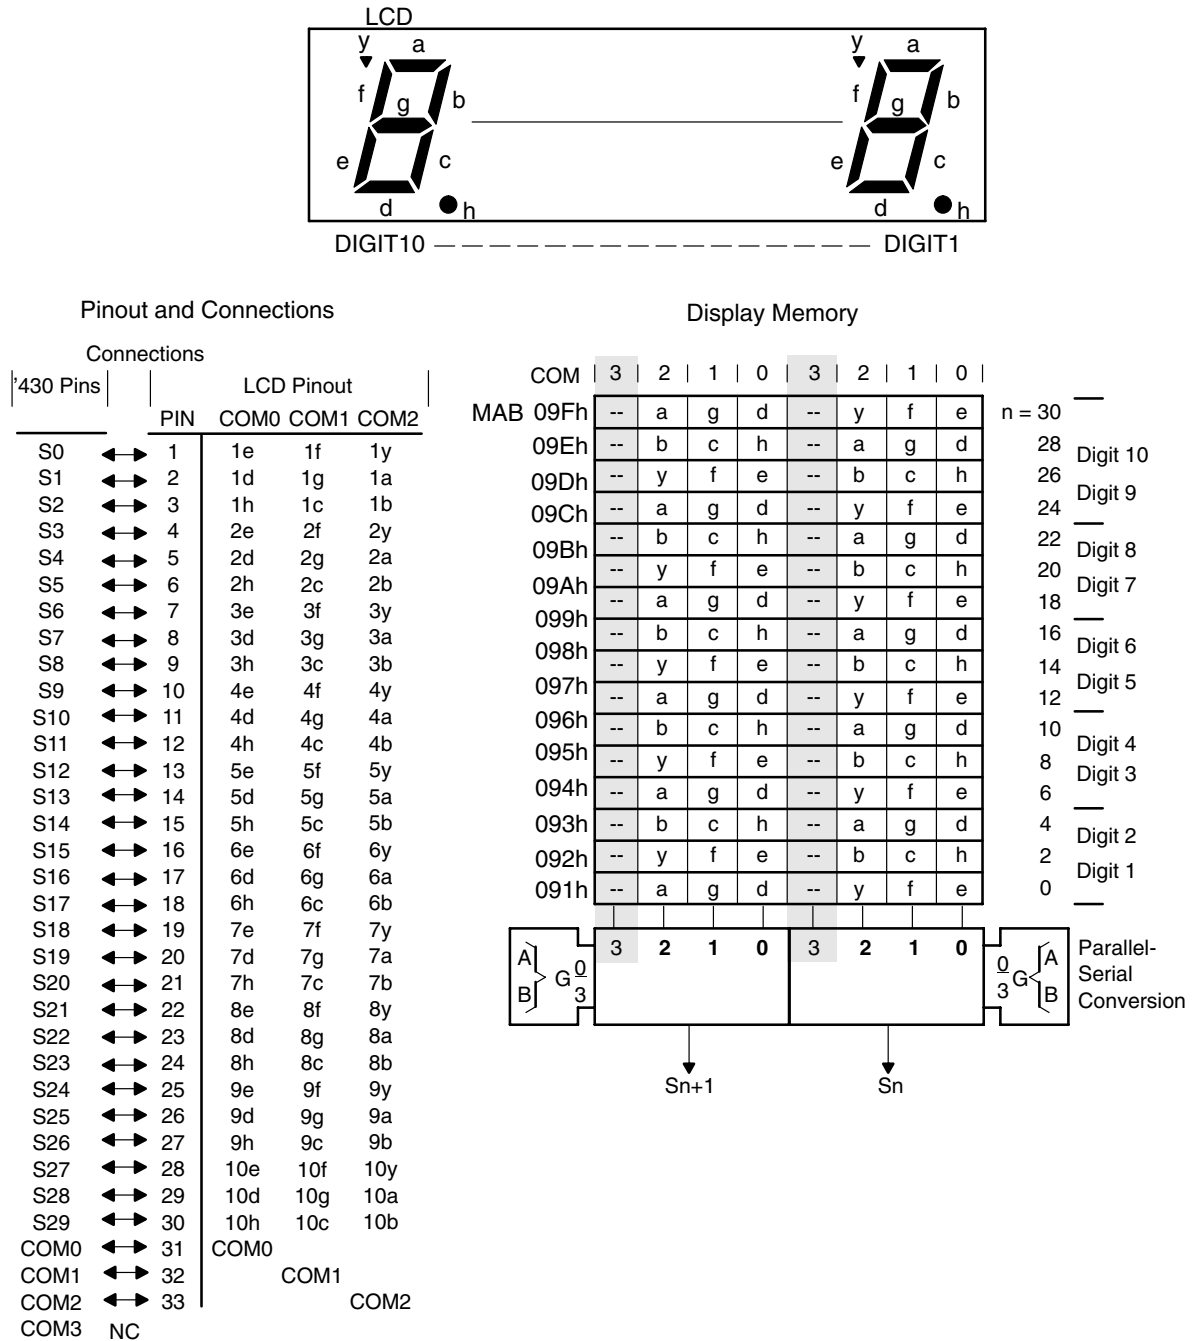 LCD
y a y a
f g b f g b
e c e c
d h d h
DIGIT10 — — — — — — — — — — — — — — — — — DIGIT1
Pinout and Connections
Connections
'430 Pins LCD Pinout
PIN COM0 COM1 COM2
S0 1 1e 1f 1y
S1 2 1d 1g 1a
S2 3 1h 1c 1b
S3 4 2e 2f 2y
S4 5 2d 2g 2a
S5 6 2h 2c 2b
S6 7 3e 3f 3y
S7 8 3d 3g 3a
S8 9 3h 3c 3b
S9 10 4e 4f 4y
S10 11 4d 4g 4a
S11 12 4h 4c 4b
S12 13 5e 5f 5y
S13 14 5d 5g 5a
S14 15 5h 5c 5b
S15 16 6e 6f 6y
S16 17 6d 6g 6a
S17 18 6h 6c 6b
S18 19 7e 7f 7y
S19 20 7d 7g 7a
S20 21 7h 7c 7b
S21 22 8e 8f 8y
S22 23 8d 8g 8a
S23 24 8h 8c 8b
S24 25 9e 9f 9y
S25 26 9d 9g 9a
S26 27 9h 9c 9b
S27 28 10e 10f 10y
S28 29 10d 10g 10a
S29 30 10h 10c 10b
COM0 31 COM0
COM1 32 COM1
COM2 33 COM2
COM3 NC
Display Memory
COM 3 2 1 0 3 2 1 0
MAB 09Fh -- a g d -- y f e n = 30
09Eh -- b c h -- a g d 28 Digit 10
09Dh -- y f e -- b c h 26 Digit 9
09Ch -- a g d -- y f e 24
09Bh -- b c h -- a g d 22 Digit 8
09Ah -- y f e -- b c h 20 Digit 7
099h -- a g d -- y f e 18
098h -- b c h -- a g d 16 Digit 6
097h -- y f e -- b c h 14 Digit 5
096h -- a g d -- y f e 12
095h -- b c h -- a g d 10 Digit 4
094h -- y f e -- b c h 8 Digit 3
-- a g d -- y f e 6
093h -- b c h -- a g d 4 Digit 2
092h -- y f e -- b c h 2 Digit 1
091h -- a g d -- y f e 0
A B G 0 3 3 2 1 0 3 2 1 0 0 3 G A B
Parallel-
Serial
Conversion
Sn+1 Sn